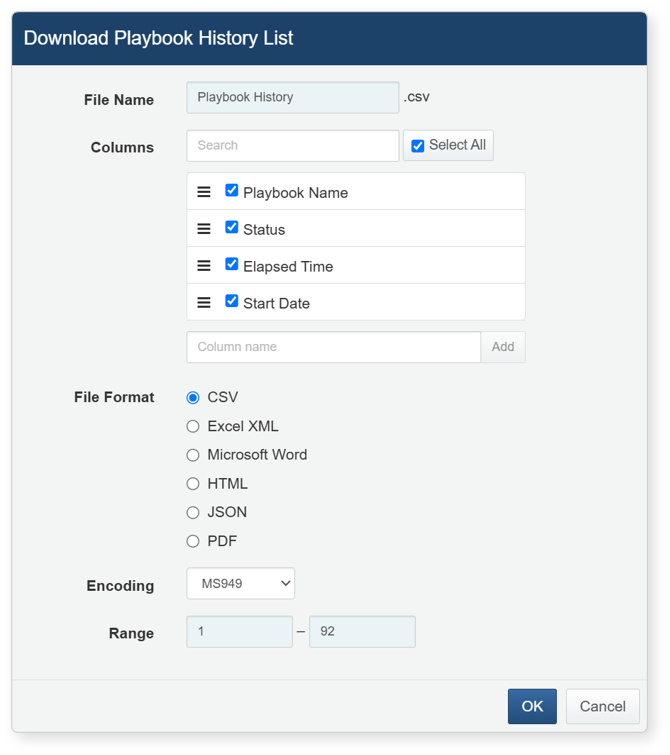 Download Playbook History List
File Name
Playbook History
.csv
Columns
Search
Select All
Playbook Name
Status
Elapsed Time
Start Date
Column name
Add
File Format
CSV
Excel XML
Microsoft Word
HTML
JSON
PDF
Encoding
MS949
Range
1
–
92
OK
Cancel